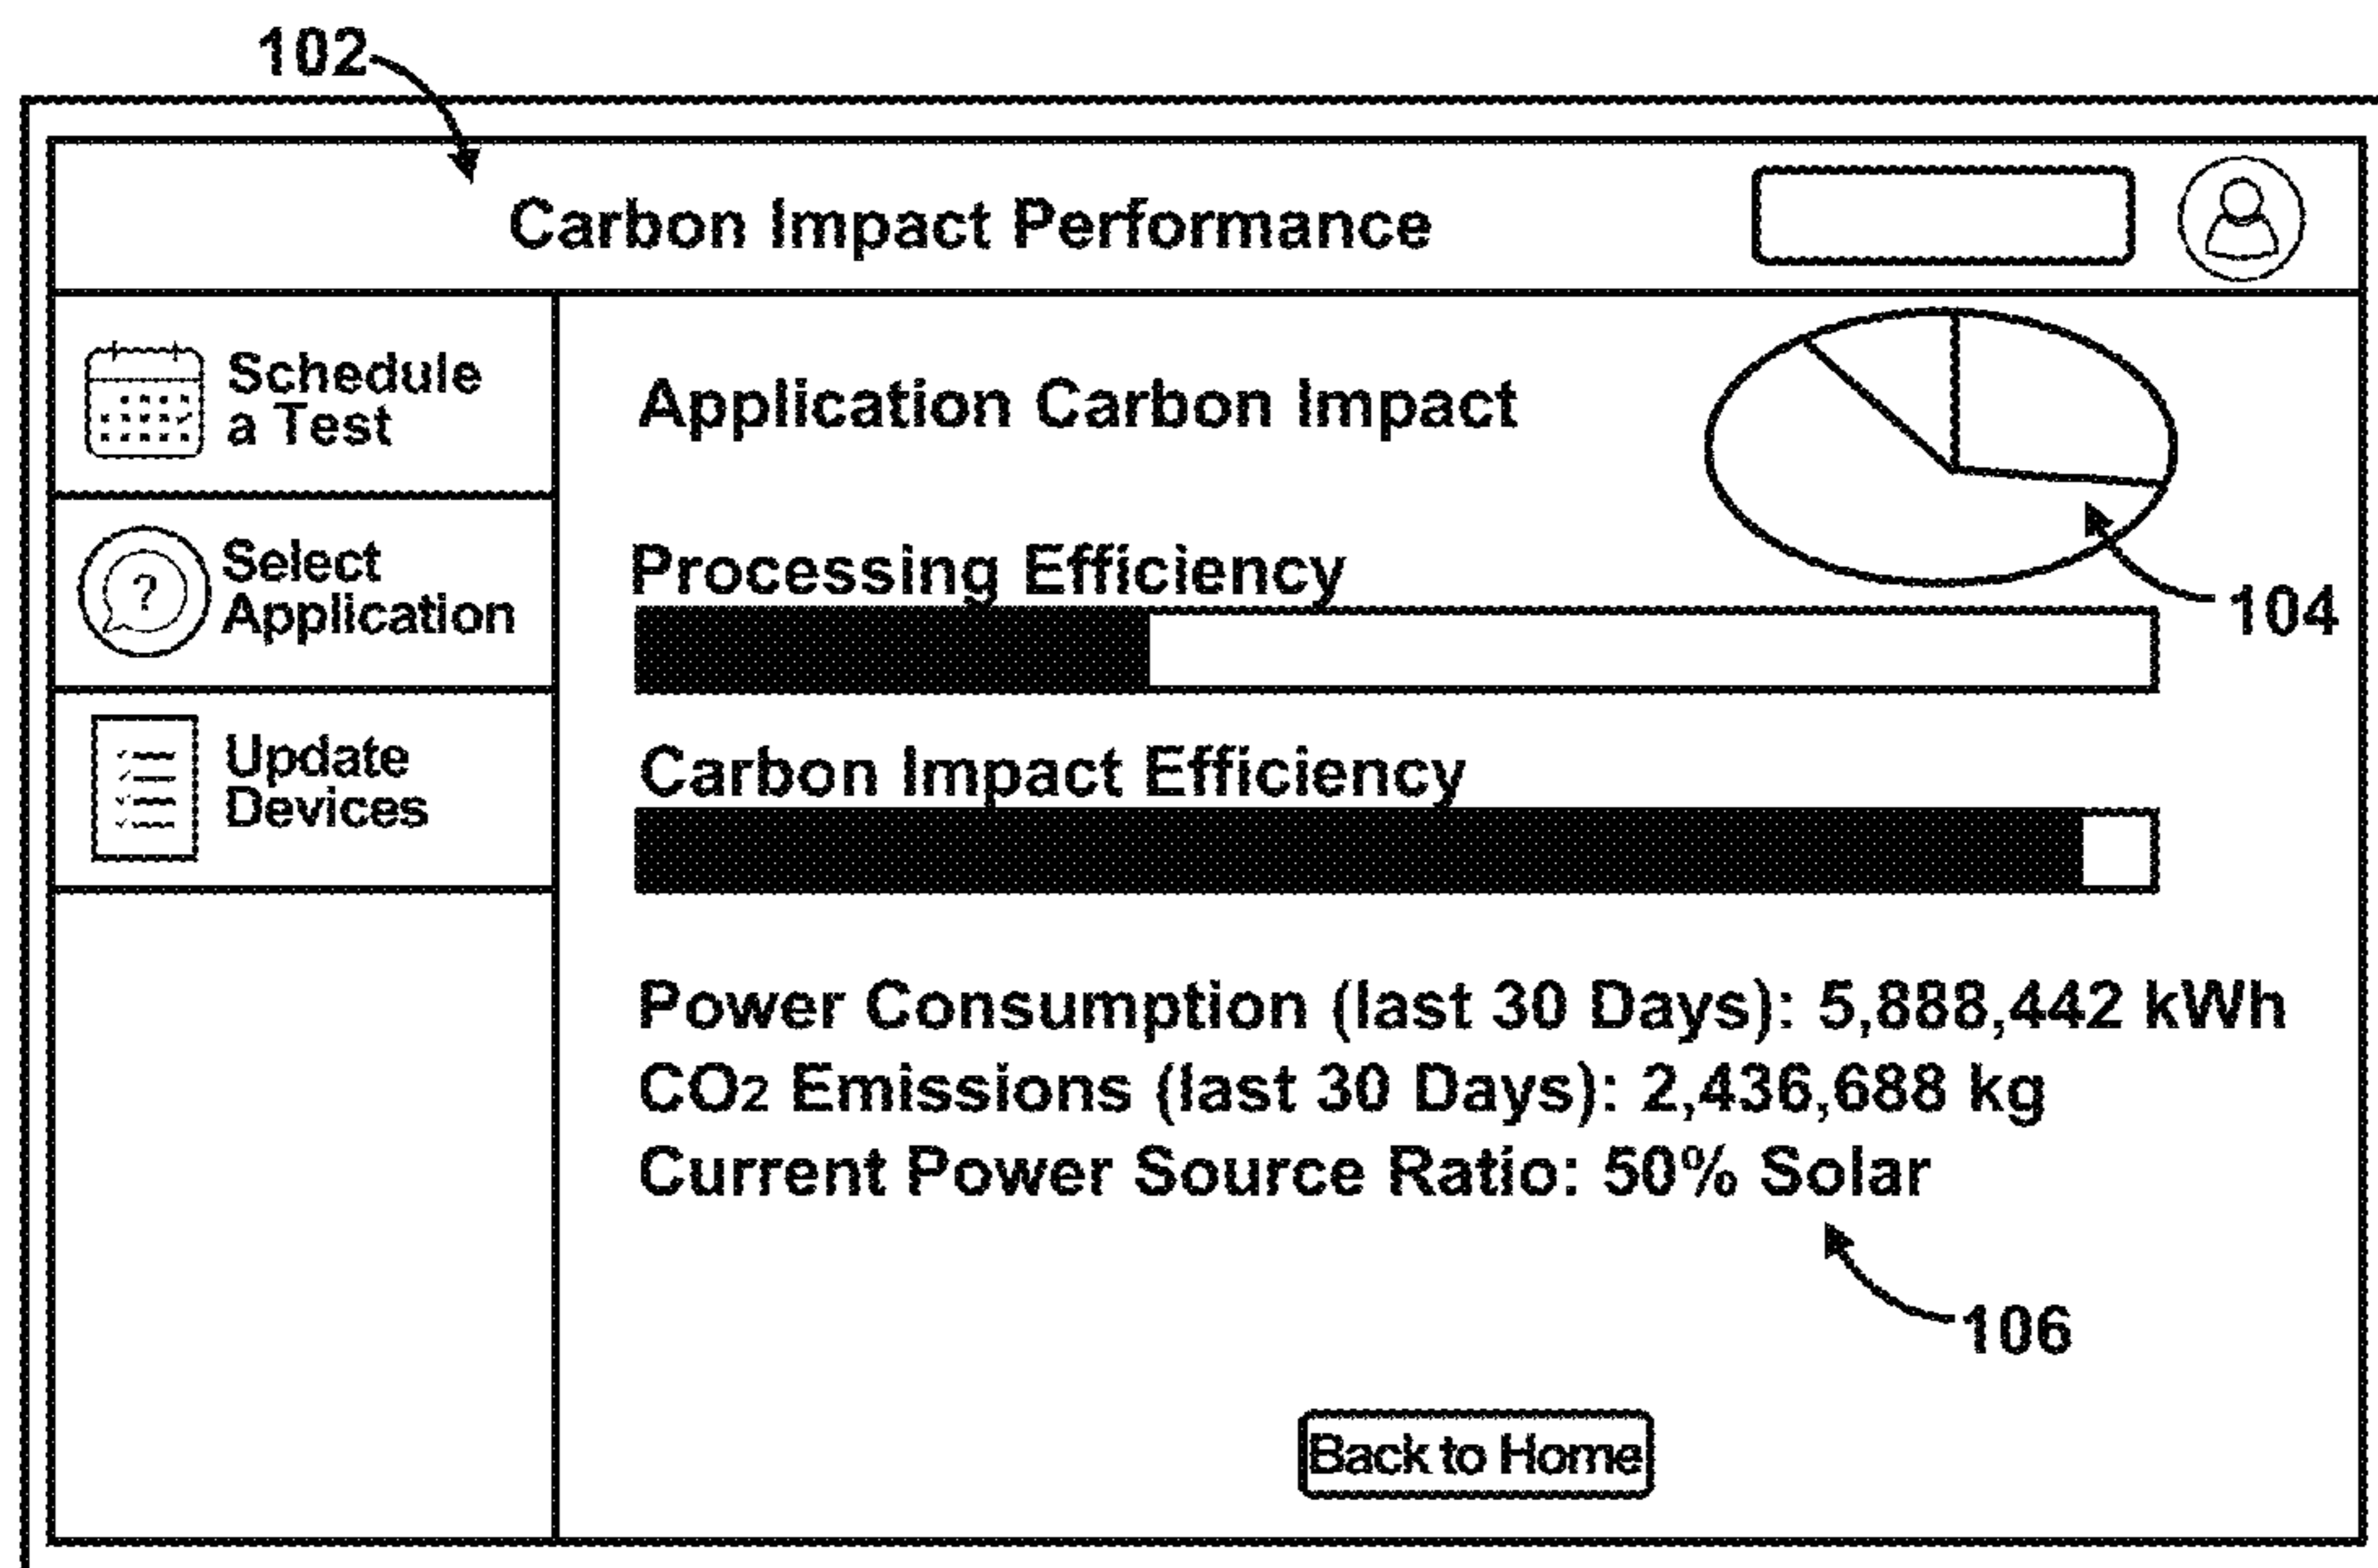 102
Carbon Impact Performance
Schedule
a Test
Select
Application
?
Update
Devices
Application Carbon Impact
104
Processing Efficiency
Carbon Impact Efficiency
Power Consumption (last 30 Days): 5,888,442 kWh
CO2 Emissions (last 30 Days): 2,436,688 kg
Current Power Source Ratio: 50% Solar
106
Back to Home